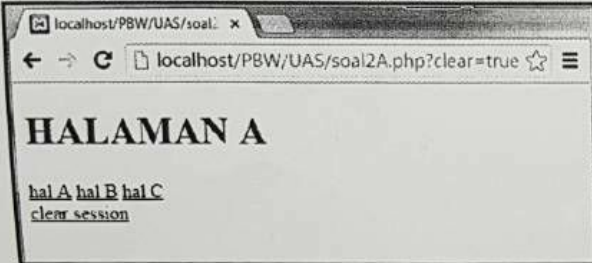 localhost/PBW/UAS/soal2
localhost/PBW/UAS/soal2A.php?clear=true
HALAMAN A
hal A hal B hal C
clear session